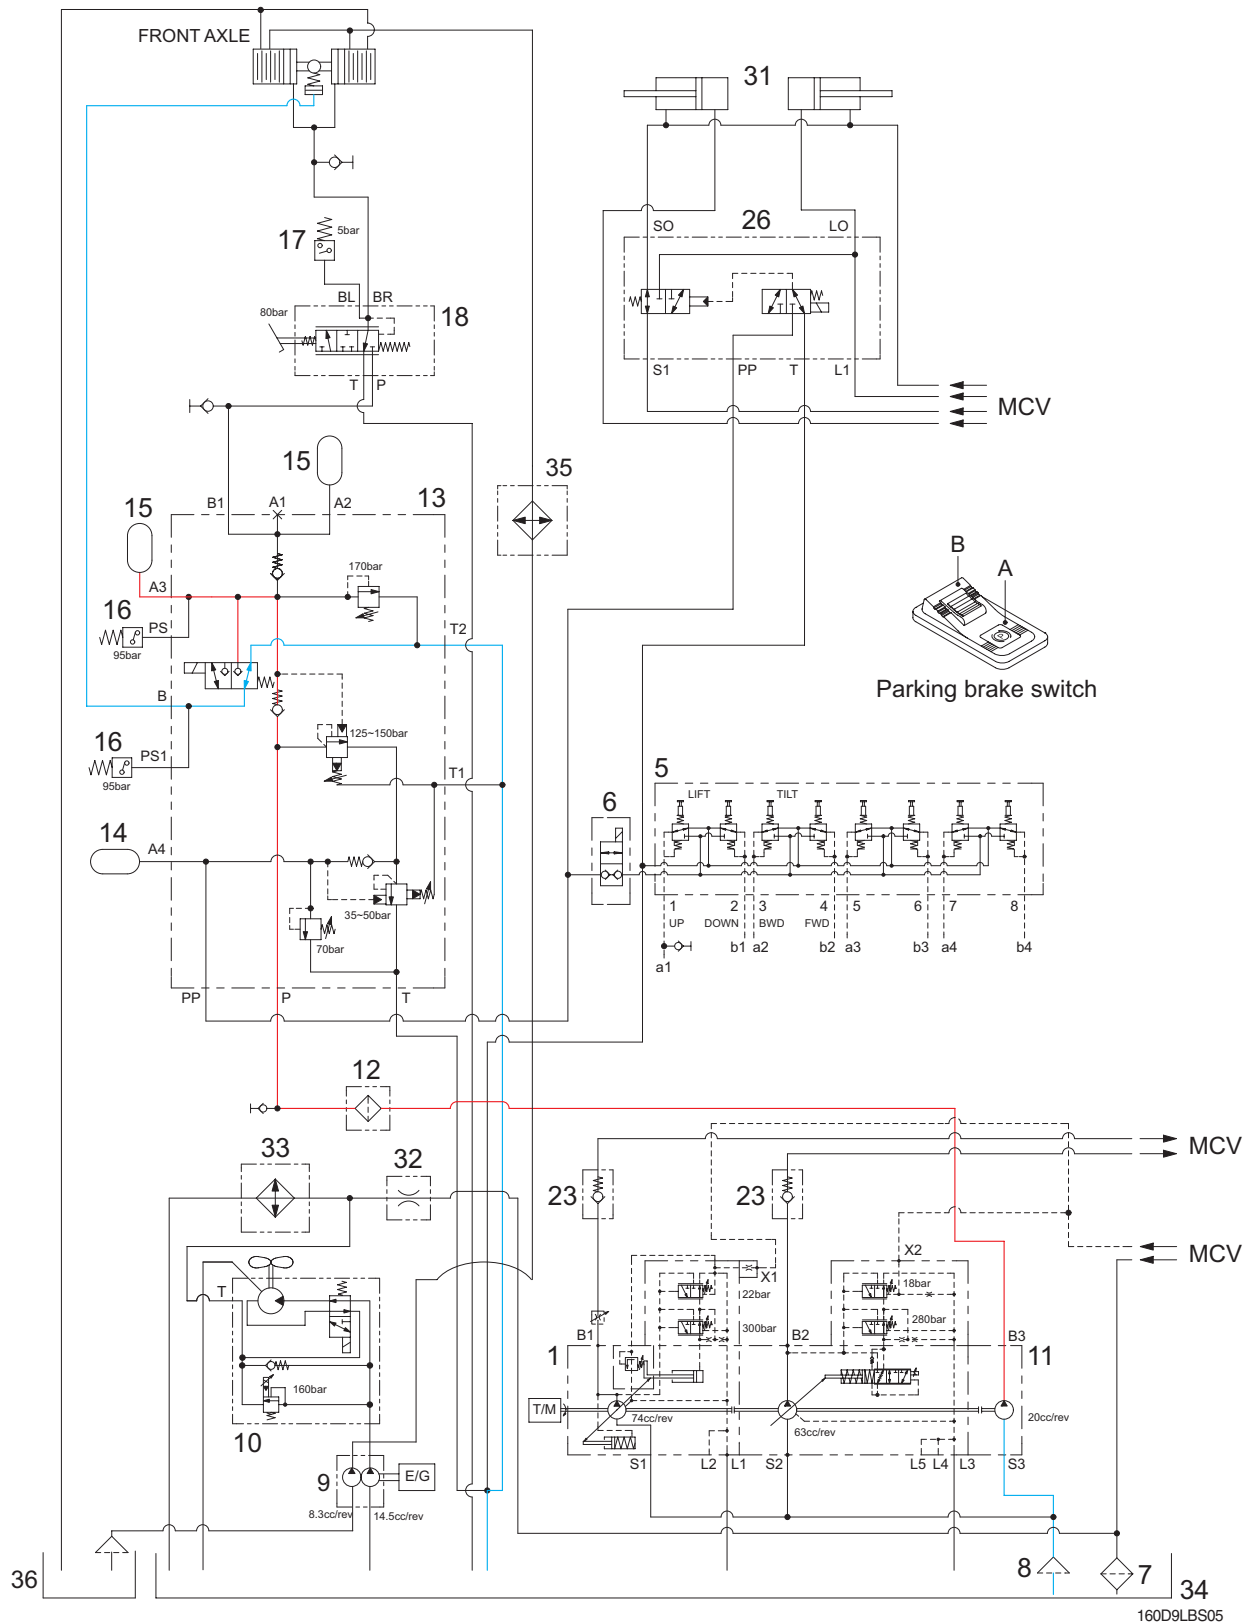 FRONT AXLE
31
26
SO
LO
17
5bar
BL
BR
18
80bar
T
P
S1
PP
T
L1
MCV
15
35
15
B1
A1
A2
13
B
A
A3
170bar
16
PS
95bar
T2
Parking brake switch
B
16
PS1
95bar
125~150bar
T1
5
6
LIFT
TILT
14
A4
35~50bar
70bar
1
2
3
4
5
6
7
8
UP
DOWN
BWD
FWD
a1
b1
a2
b2
a3
b3
a4
b4
PP
P
T
12
MCV
33
32
23
23
MCV
X1
X2
22bar
18bar
300bar
280bar
T
160bar
10
B1
B2
B3
1
11
T/M
74cc/rev
63cc/rev
20cc/rev
S1
L2
L1
S2
L5
L4
L3
S3
9
E/G
8.3cc/rev
14.5cc/rev
36
8
7
34
160D9LBS05